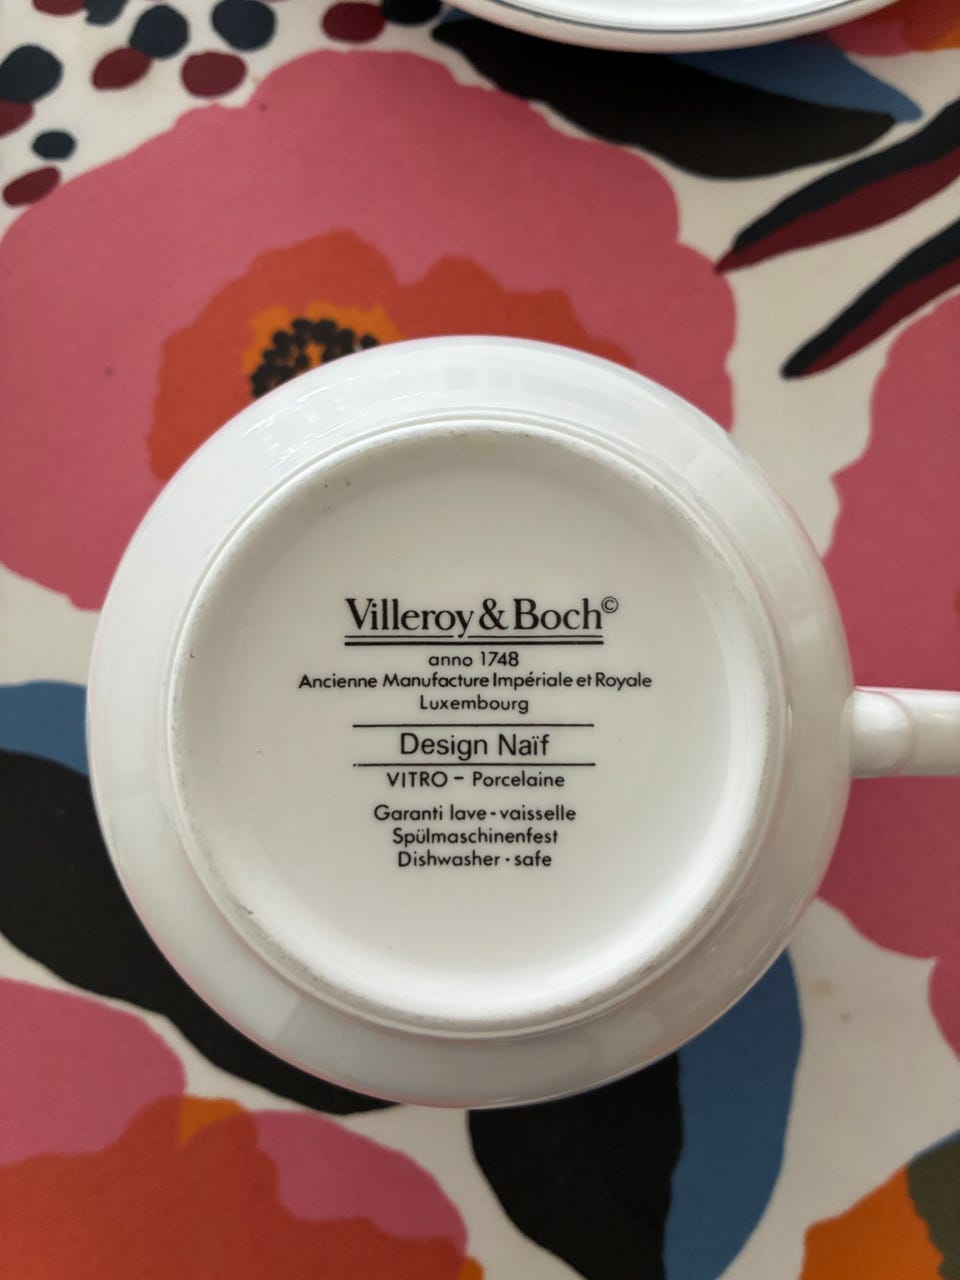 Villeroy & Boch©
anno 1748
Ancienne Manufacture Impériale et Royale
Luxembourg
Design Naïf
VITRO – Porcelaine
Garanti lave-vaisselle
Spülmaschinenfest
Dishwasher-safe